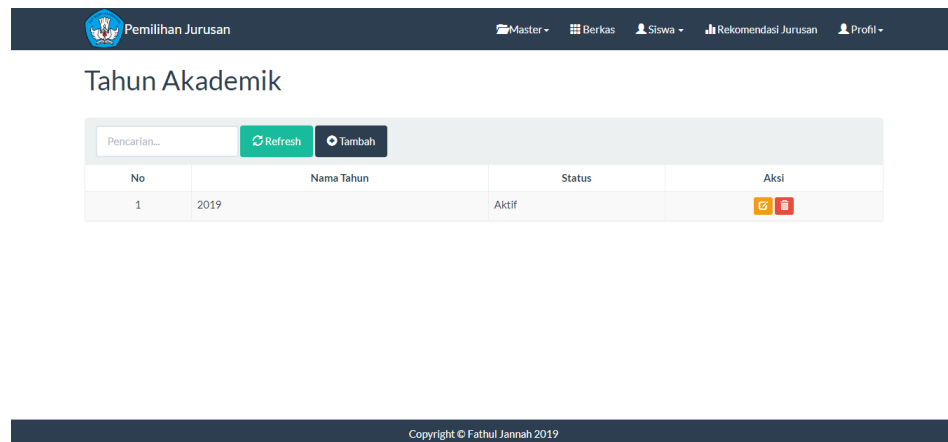 Pemilihan Jurusan Master Berkas Siswa Rekomendasi Jurusan Profil
Tahun Akademik
Pencarian... Refresh Tambah
No Nama Tahun Status Aksi
1 2019 Aktif
Copyright © Fathul Jannah 2019